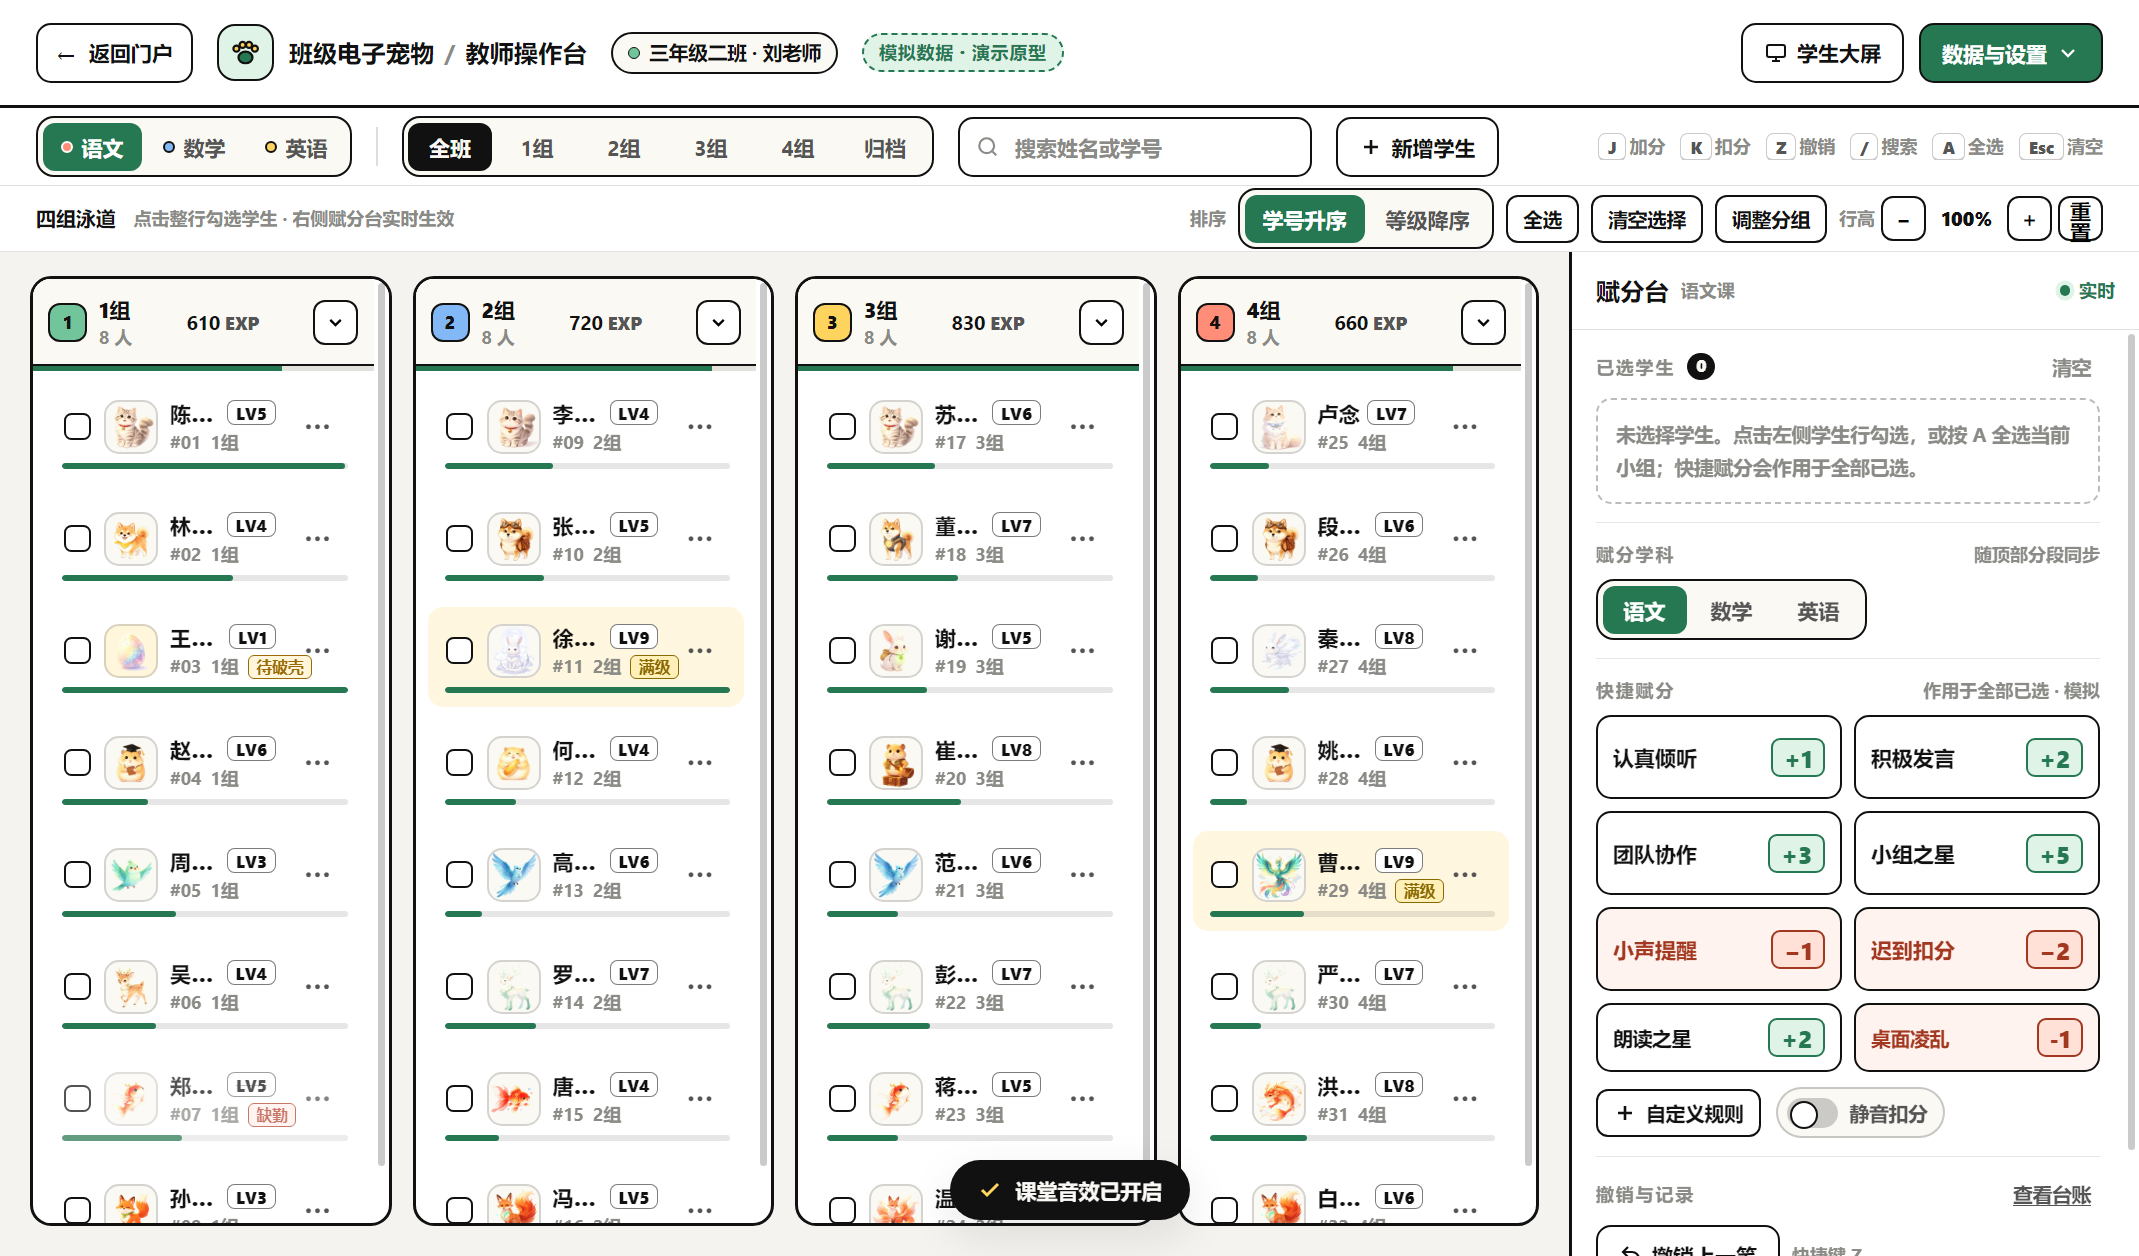 ← 返回门户
班级电子宠物 / 教师操作台
三年级二班 · 刘老师
模拟数据 · 演示原型
学生大屏
数据与设置
语文 数学 英语
全班 1组 2组 3组 4组 归档
搜索姓名或学号
+ 新增学生
J 加分 K 扣分 Z 撤销 / 搜索 A 全选 Esc 清空
四组泳道 点击整行勾选学生 · 右侧赋分台实时生效
排序 学号升序 等级降序 全选 清空选择 调整分组 行高 − 100% + 重置
1 1组 8 人 610 EXP
陈... LV5
#01 1组
林... LV4
#02 1组
王... LV1
#03 1组 待破壳
赵... LV6
#04 1组
周... LV3
#05 1组
吴... LV4
#06 1组
郑... LV5
#07 1组 缺勤
孙... LV3
2 2组 8 人 720 EXP
李... LV4
#09 2组
张... LV5
#10 2组
徐... LV9
#11 2组 满级
何... LV4
#12 2组
高... LV6
#13 2组
罗... LV7
#14 2组
唐... LV4
#15 2组
冯... LV5
3 3组 8 人 830 EXP
苏... LV6
#17 3组
董... LV7
#18 3组
谢... LV5
#19 3组
崔... LV8
#20 3组
范... LV6
#21 3组
彭... LV7
#22 3组
蒋... LV5
#23 3组
温
4 4组 8 人 660 EXP
卢念 LV7
#25 4组
段... LV6
#26 4组
秦... LV8
#27 4组
姚... LV6
#28 4组
曹... LV9
#29 4组 满级
严... LV7
#30 4组
洪... LV8
#31 4组
白... LV6
课堂音效已开启
赋分台 语文课 实时
已选学生 0 清空
未选择学生。点击左侧学生行勾选，或按 A 全选当前
小组；快捷赋分会作用于全部已选。
赋分学科 随顶部分段同步
语文 数学 英语
快捷赋分 作用于全部已选 · 模拟
认真倾听 +1
积极发言 +2
团队协作 +3
小组之星 +5
小声提醒 −1
迟到扣分 −2
朗读之星 +2
桌面凌乱 -1
+ 自定义规则 静音扣分
撤销与记录 查看台账
撤销上一笔 快捷键 Z